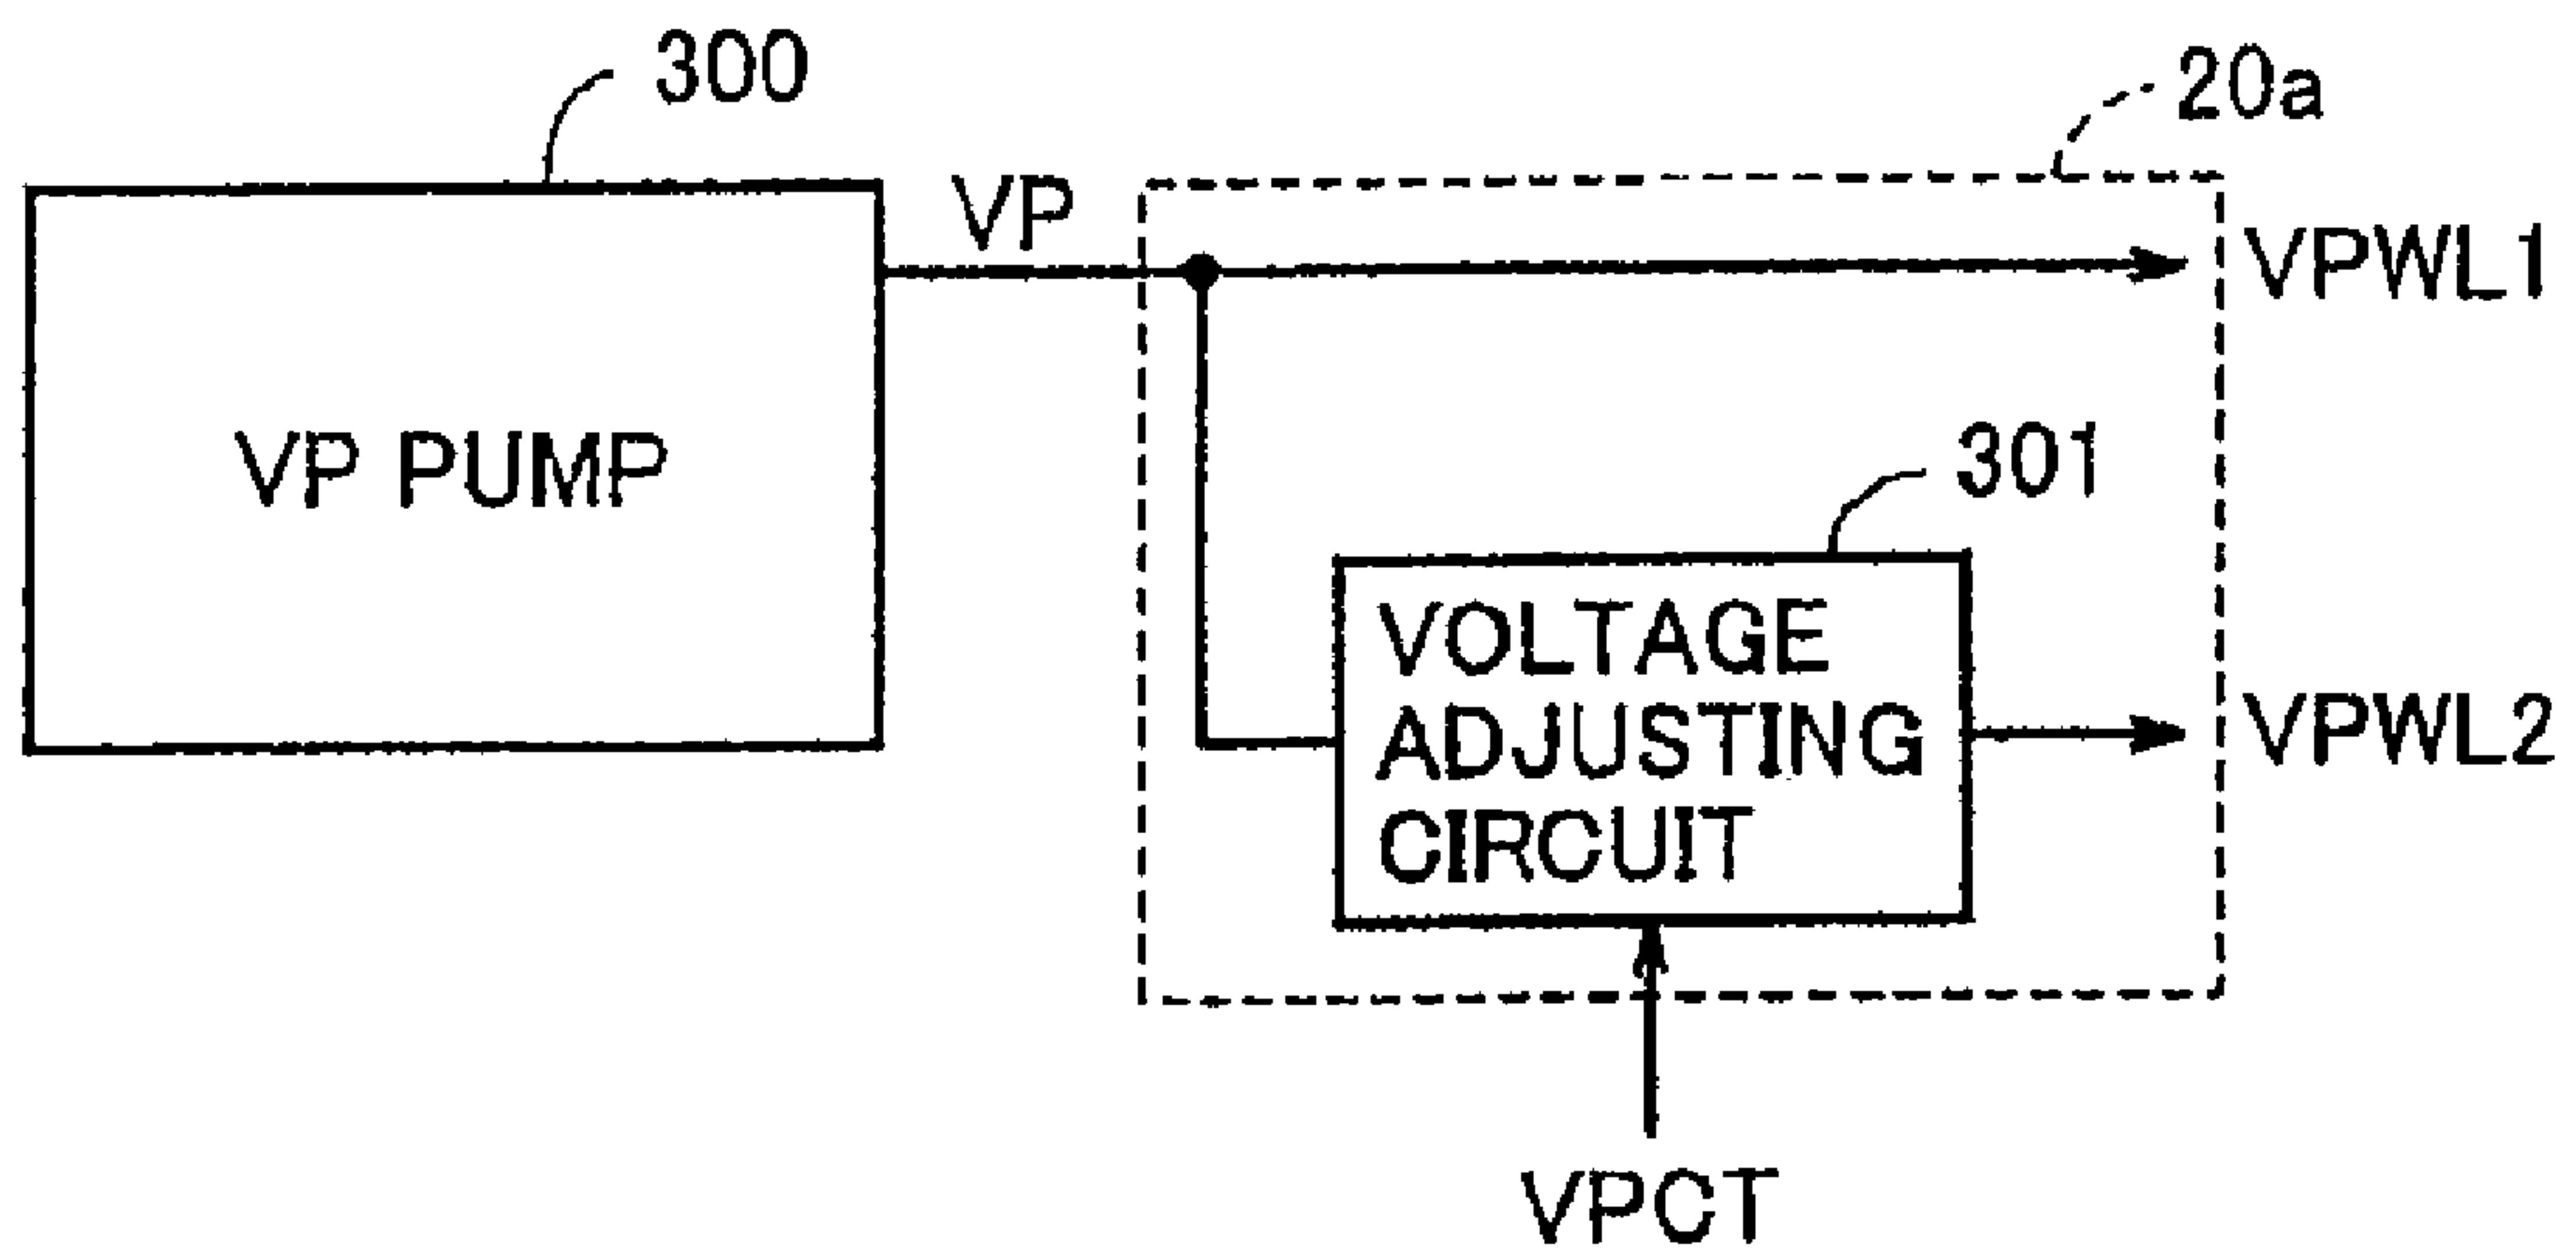 300
20a
VP
VPWL1
VP PUMP
301
VOLTAGE
ADJUSTING
CIRCUIT
VPWL2
VPCT